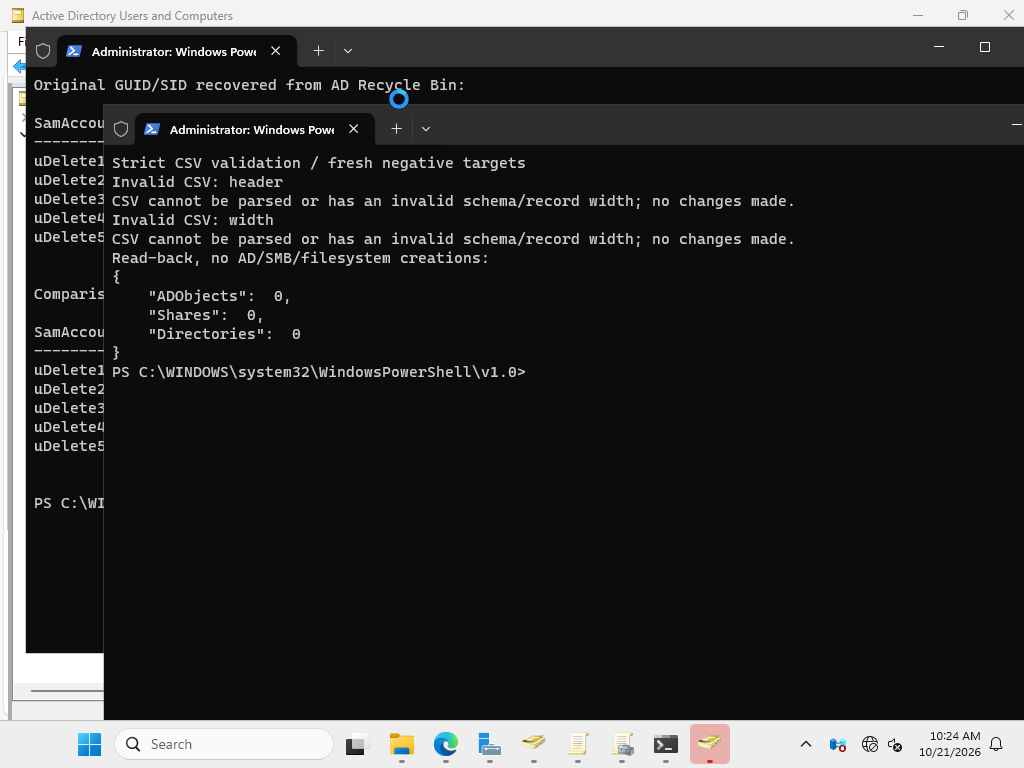 Active Directory Users and Computers
Administrator: Windows Powe
Original GUID/SID recovered from AD Recycle Bin:
SamAccou
--------
uDelete1
uDelete2
uDelete3
uDelete4
uDelete5
Comparis
SamAccou
--------
uDelete1
uDelete2
uDelete3
uDelete4
uDelete5
PS C:\WI
Administrator: Windows Powe
Strict CSV validation / fresh negative targets
Invalid CSV: header
CSV cannot be parsed or has an invalid schema/record width; no changes made.
Invalid CSV: width
CSV cannot be parsed or has an invalid schema/record width; no changes made.
Read-back, no AD/SMB/filesystem creations:
{
    "ADObjects":  0,
    "Shares":  0,
    "Directories":  0
}
PS C:\WINDOWS\system32\WindowsPowerShell\v1.0>
Search
10:24 AM
10/21/2026